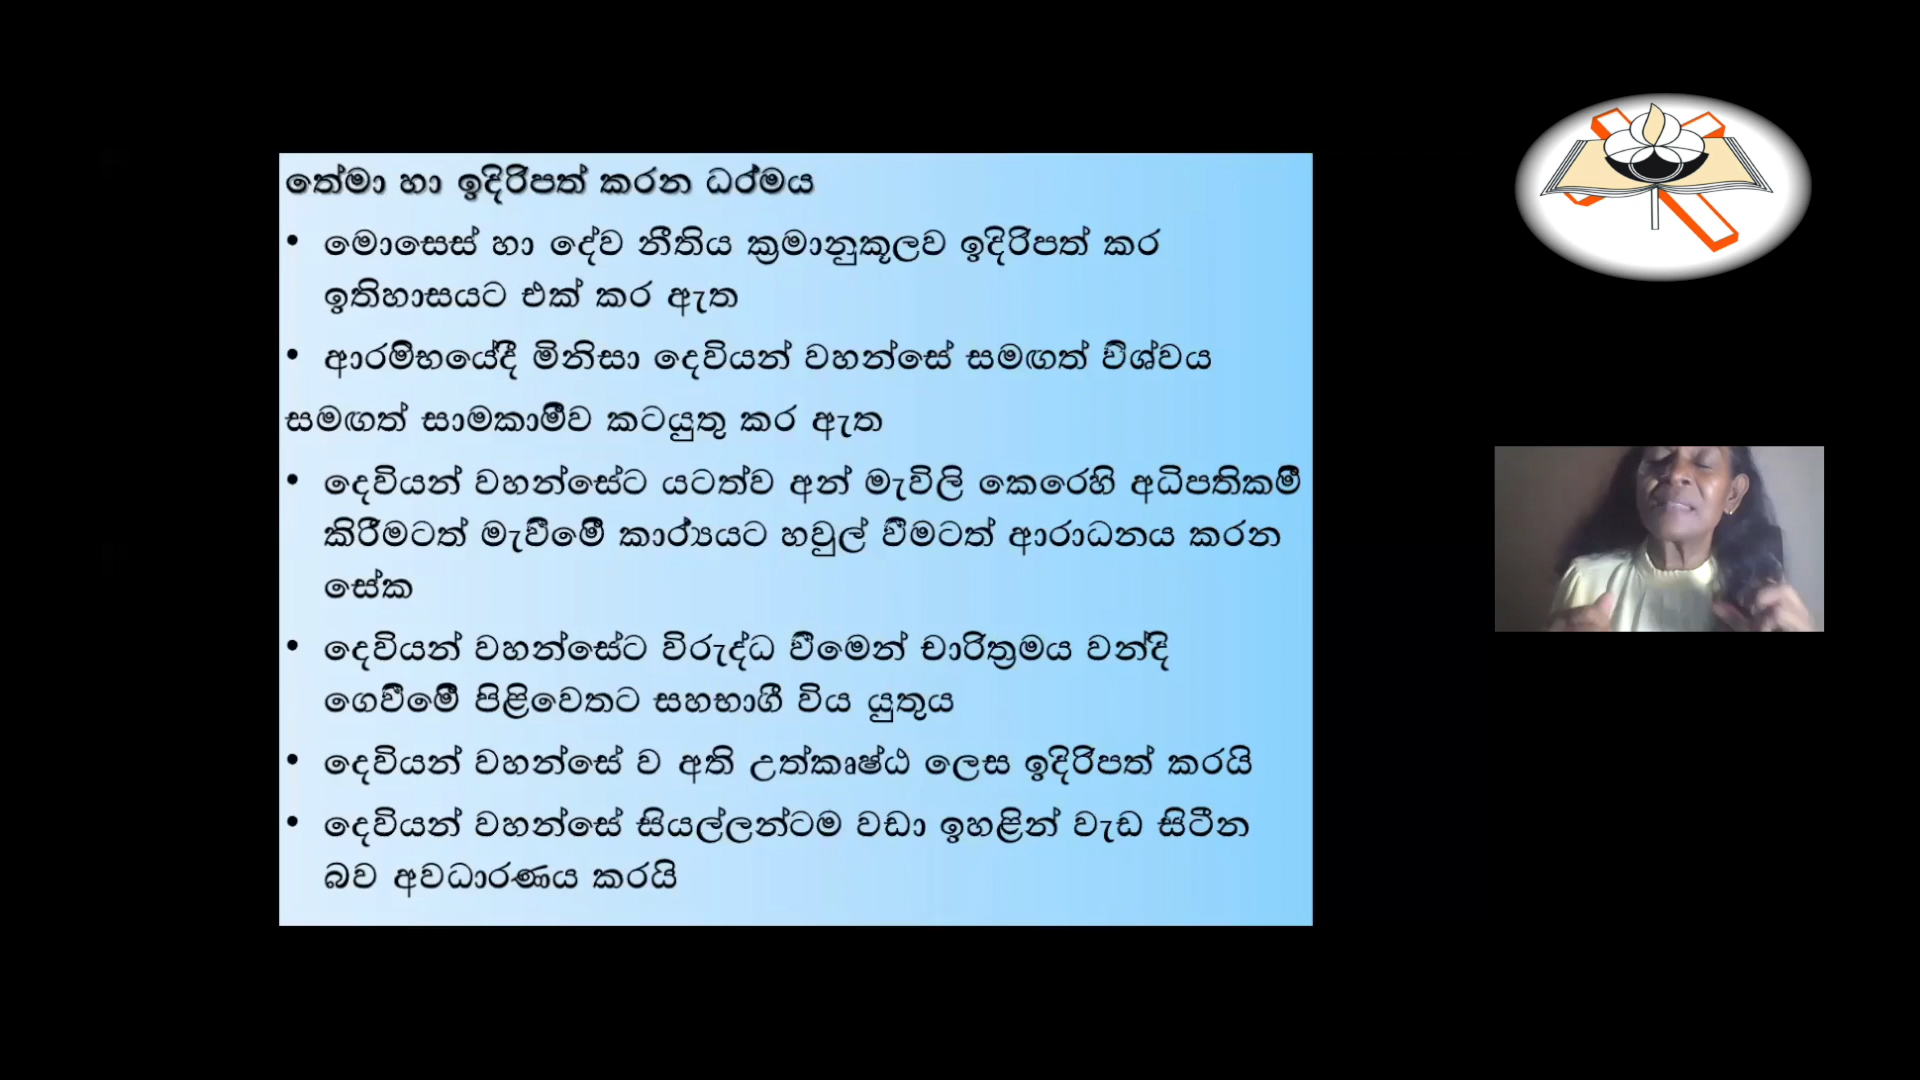 තේමා හා ඉදිරිපත් කරන ධර්මය
• මොසෙස් හා දේව නීතිය ක්‍රමානුකූලව ඉදිරිපත් කර
ඉතිහාසයට එක් කර ඇත
• ආරම්භයේදී මිනිසා දෙවියන් වහන්සේ සමඟත් විශ්වය
සමඟත් සාමකාමීව කටයුතු කර ඇත
• දෙවියන් වහන්සේට යටත්ව අන් මැවිලි කෙරෙහි අධිපතිකම්
කිරීමටත් මැවීමේ කාර්යයට හවුල් වීමටත් ආරාධනය කරන
සේක
• දෙවියන් වහන්සේට විරුද්ධ වීමෙන් චාරිත්‍රමය වන්දි
ගෙවීමේ පිළිවෙතට සහභාගී විය යුතුය
• දෙවියන් වහන්සේ ව අති උත්කෘෂ්ඨ ලෙස ඉදිරිපත් කරයි
• දෙවියන් වහන්සේ සියල්ලන්ටම වඩා ඉහළින් වැඩ සිටීන
බව අවධාරණය කරයි